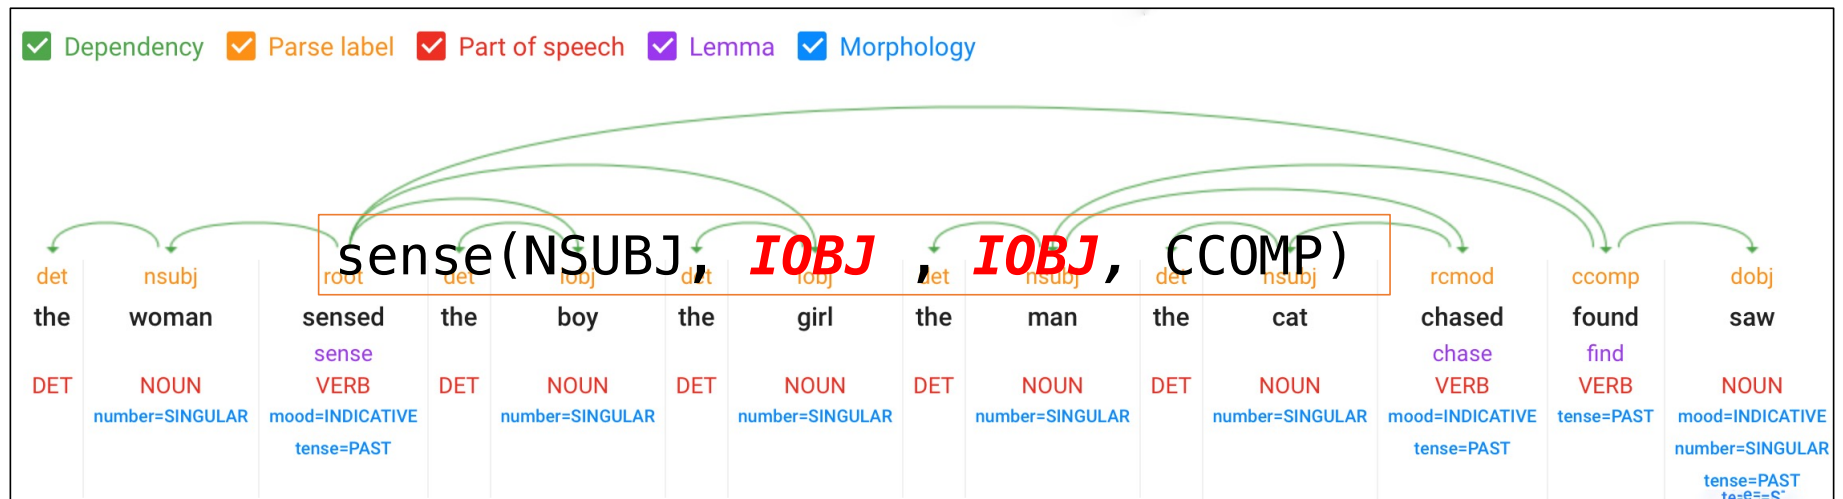 Dependency Parse label Part of speech Lemma Morphology
sense(NSUBJ, IOBJ , IOBJ, CCOMP)
det nsubj root det iobj det iobj det nsubj det nsubj rcmod ccomp dobj
the woman sensed the boy the girl the man the cat chased found saw
sense chase find
DET NOUN VERB DET NOUN DET NOUN DET NOUN DET NOUN VERB VERB NOUN
number=SINGULAR mood=INDICATIVE number=SINGULAR number=SINGULAR number=SINGULAR number=SINGULAR mood=INDICATIVE tense=PAST mood=INDICATIVE
tense=PAST tense=PAST number=SINGULAR
tense=PAST